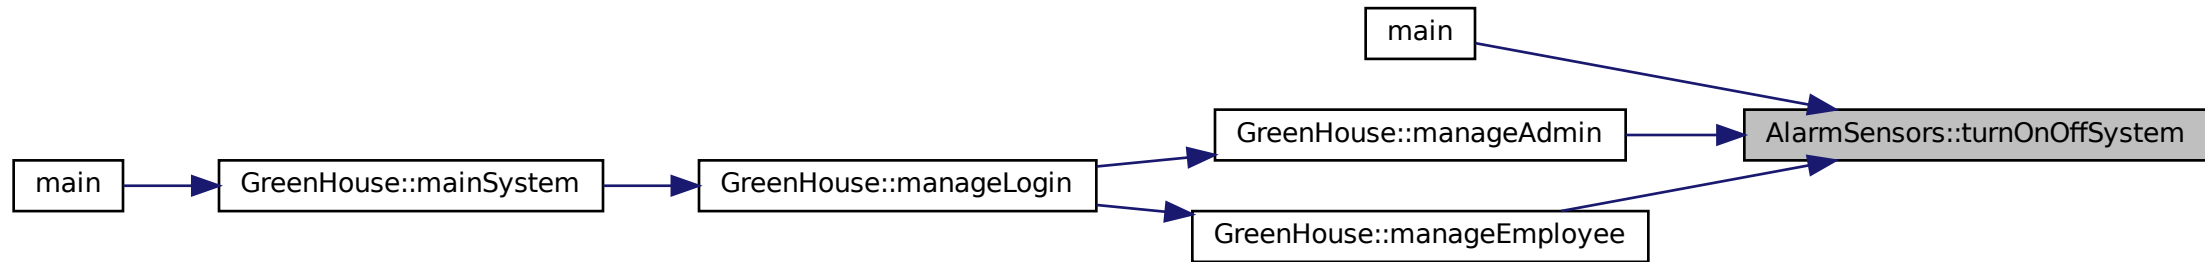 main
GreenHouse::manageAdmin
AlarmSensors::turnOnOffSystem
main
GreenHouse::mainSystem
GreenHouse::manageLogin
GreenHouse::manageEmployee